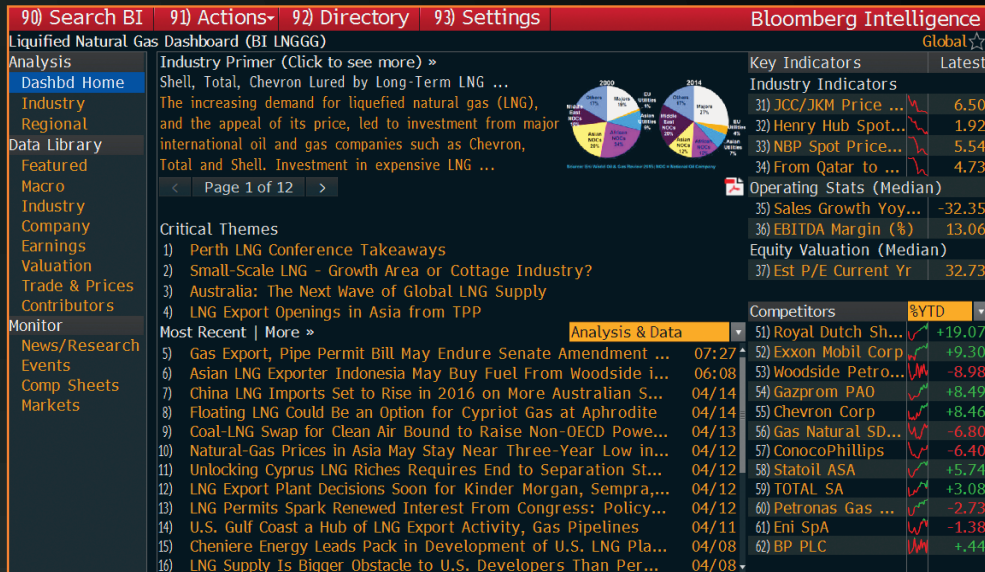 90) Search BI 91) Actions 92) Directory 93) Settings Bloomberg Intelligence
Liquified Natural Gas Dashboard (BI LNGGG) Global
Analysis
Dashbd Home
Industry
Regional
Data Library
Featured
Macro
Industry
Company
Earnings
Valuation
Trade & Prices
Contributors
Monitor
News/Research
Events
Comp Sheets
Markets
Industry Primer (Click to see more) »
Shell, Total, Chevron Lured by Long-Term LNG ...
The increasing demand for liquefied natural gas (LNG),
and the appeal of its price, led to investment from major
international oil and gas companies such as Chevron,
Total and Shell. Investment in expensive LNG ...
2000 2014
< Page 1 of 12 >
Critical Themes
1) Perth LNG Conference Takeaways
2) Small-Scale LNG - Growth Area or Cottage Industry?
3) Australia: The Next Wave of Global LNG Supply
4) LNG Export Openings in Asia from TPP
Most Recent | More » Analysis & Data
5) Gas Export, Pipe Permit Bill May Endure Senate Amendment ... 07:27
6) Asian LNG Exporter Indonesia May Buy Fuel From Woodside i... 06:08
7) China LNG Imports Set to Rise in 2016 on More Australian S... 04/14
8) Floating LNG Could Be an Option for Cypriot Gas at Aphrodite 04/14
9) Coal-LNG Swap for Clean Air Bound to Raise Non-OECD Powe... 04/13
10) Natural-Gas Prices in Asia May Stay Near Three-Year Low in... 04/12
11) Unlocking Cyprus LNG Riches Requires End to Separation St... 04/12
12) LNG Export Plant Decisions Soon for Kinder Morgan, Sempra,... 04/12
13) LNG Permits Spark Renewed Interest From Congress: Policy... 04/12
14) U.S. Gulf Coast a Hub of LNG Export Activity, Gas Pipelines 04/11
15) Cheniere Energy Leads Pack in Development of U.S. LNG Pla... 04/08
16) LNG Supply Is Bigger Obstacle to U.S. Developers Than Per... 04/08
Key Indicators Latest
Industry Indicators
31) JCC/JKM Price ... 6.50
32) Henry Hub Spot... 1.92
33) NBP Spot Price... 5.54
34) From Qatar to ... 4.73
Operating Stats (Median)
35) Sales Growth Yoy... -32.35
36) EBITDA Margin (%) 13.06
Equity Valuation (Median)
37) Est P/E Current Yr 32.73
Competitors %YTD
51) Royal Dutch Sh... +19.07
52) Exxon Mobil Corp +9.30
53) Woodside Petro... -8.98
54) Gazprom PAO +8.49
55) Chevron Corp +8.46
56) Gas Natural SD... -6.80
57) ConocoPhillips -6.40
58) Statoil ASA +5.74
59) TOTAL SA +3.08
60) Petronas Gas ... -2.73
61) Eni SpA -1.38
62) BP PLC +.44